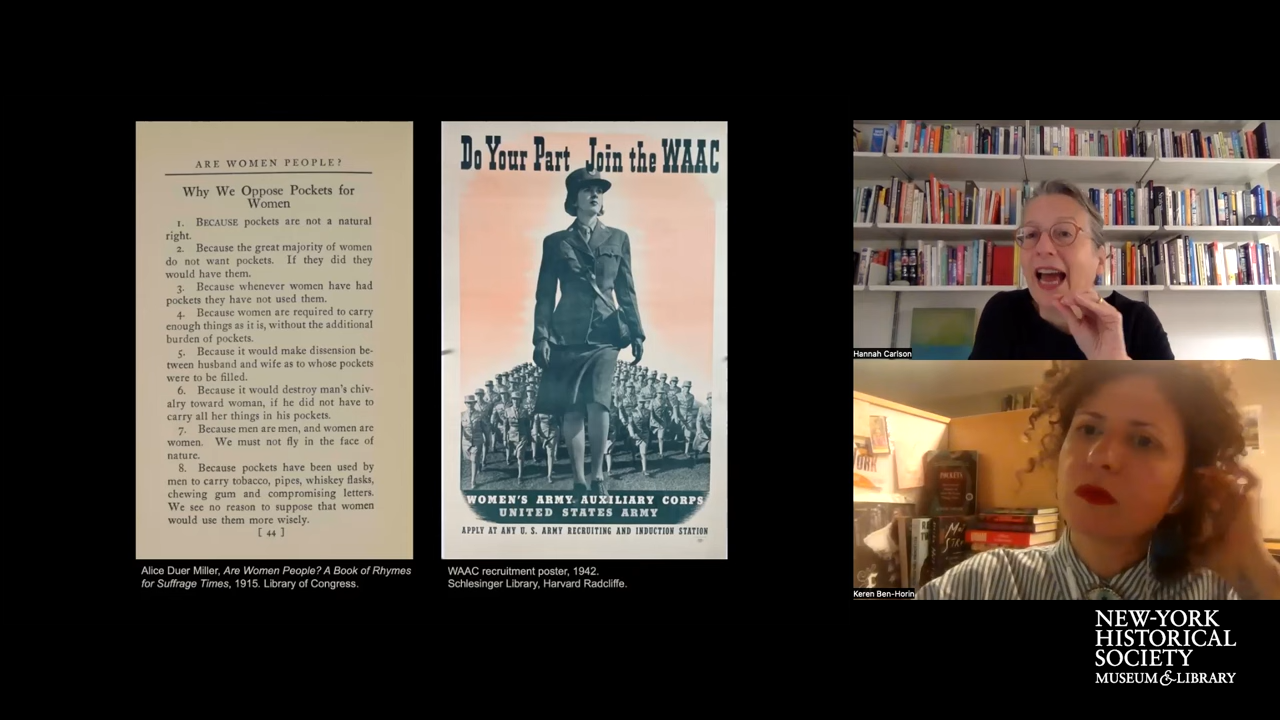 ARE WOMEN PEOPLE?
Why We Oppose Pockets for
Women
1. BECAUSE pockets are not a natural
right.
2. Because the great majority of women
do not want pockets. If they did they
would have them.
3. Because whenever women have had
pockets they have not used them.
4. Because women are required to carry
enough things as it is, without the additional
burden of pockets.
5. Because it would make dissension be-
tween husband and wife as to whose pockets
were to be filled.
6. Because it would destroy man's chiv-
alry toward woman, if he did not have to
carry all her things in his pockets.
7. Because men are men, and women are
women. We must not fly in the face of
nature.
8. Because pockets have been used by
men to carry tobacco, pipes, whiskey flasks,
chewing gum and compromising letters.
We see no reason to suppose that women
would use them more wisely.
[ 44 ]
Alice Duer Miller, Are Women People? A Book of Rhymes
for Suffrage Times, 1915. Library of Congress.
Do Your Part Join the WAAC
WOMEN'S ARMY AUXILIARY CORPS
UNITED STATES ARMY
APPLY AT ANY U. S. ARMY RECRUITING AND INDUCTION STATION
WAAC recruitment poster, 1942.
Schlesinger Library, Harvard Radcliffe.
Hannah Carlson
POCKETS
Keren Ben-Horin
NEW-YORK
HISTORICAL
SOCIETY
MUSEUM & LIBRARY